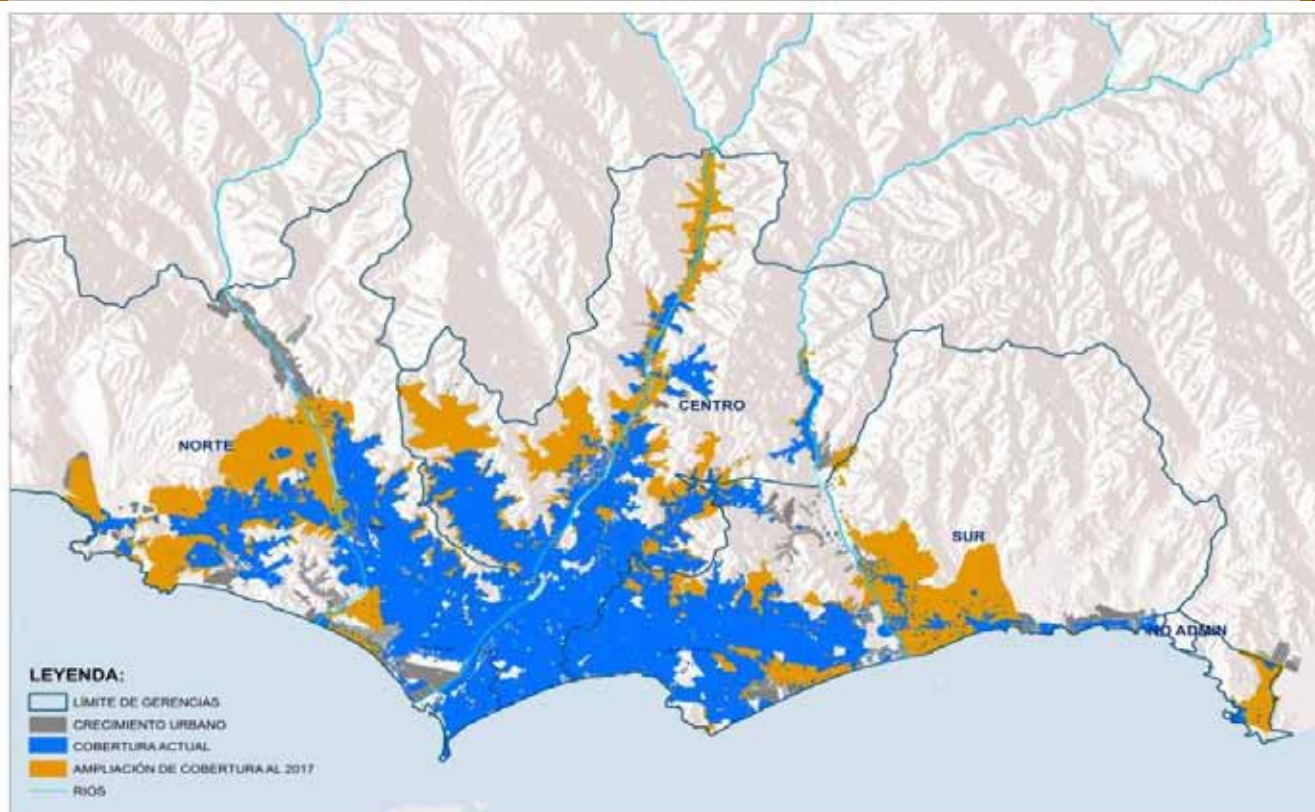 CENTRO
NORTE
SUR
NO ADMIN
LEYENDA:
LÍMITE DE GERENCIAS
CRECIMIENTO URBANO
COBERTURA ACTUAL
AMPLIACIÓN DE COBERTURA AL 2017
RIOS